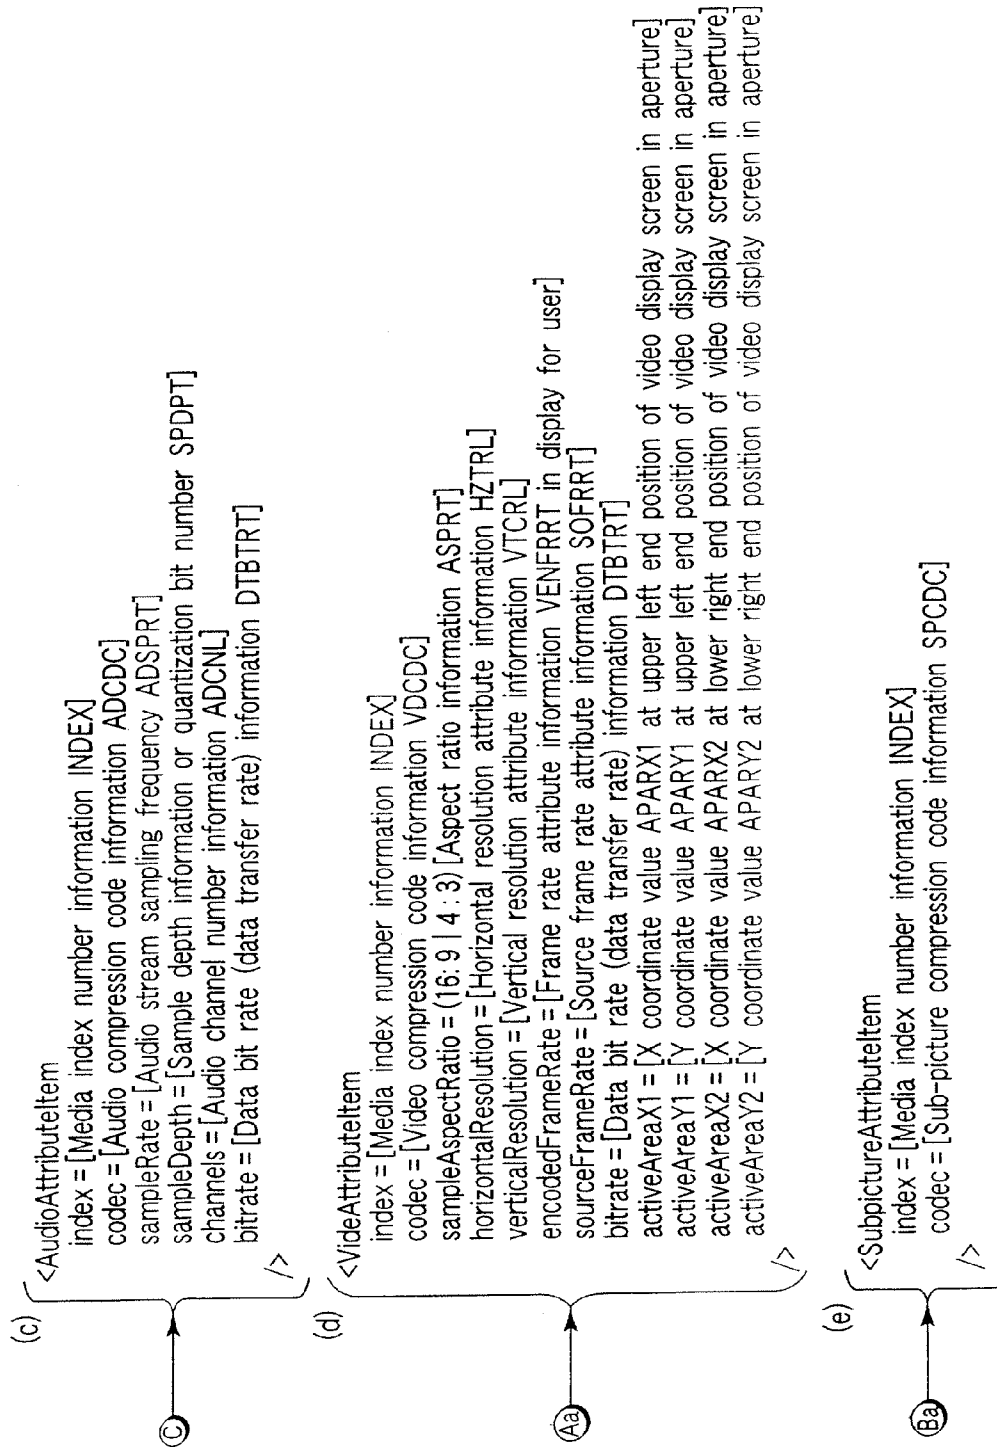 (c)
<AudioAttributeItem
index = [Media index number information INDEX]
codec = [Audio compression code information ADCDC]
sampleRate = [Audio stream sampling frequency ADSPRT]
sampleDepth = [Sample depth information or quantization bit number SPDPT]
channels = [Audio channel number information ADCNL]
bitrate = [Data bit rate (data transfer rate) information DTBTRT]
/>
C
(d)
<VideAttributeItem
index = [Media index number information INDEX]
codec = [Video compression code information VDCDC]
sampleAspectRatio = (16:9 | 4:3) [Aspect ratio information ASPRT]
horizontalResolution = [Horizontal resolution attribute information HZTRL]
verticalResolution = [Vertical resolution attribute information VTCRL]
encodedFrameRate = [Frame rate attribute information VENFRRT in display for user]
sourceFrameRate = [Source frame rate attribute information SOFRRT]
bitrate = [Data bit rate (data transfer rate) information DTBTRT]
activeAreaX1 = [X coordinate value APARX1 at upper left end position of video display screen in aperture]
activeAreaY1 = [Y coordinate value APARY1 at upper left end position of video display screen in aperture]
activeAreaX2 = [X coordinate value APARX2 at lower right end position of video display screen in aperture]
activeAreaY2 = [Y coordinate value APARY2 at lower right end position of video display screen in aperture]
/>
Aa
(e)
<SubpictureAttributeItem
index = [Media index number information INDEX]
codec = [Sub-picture compression code information SPCDC]
/>
Ba